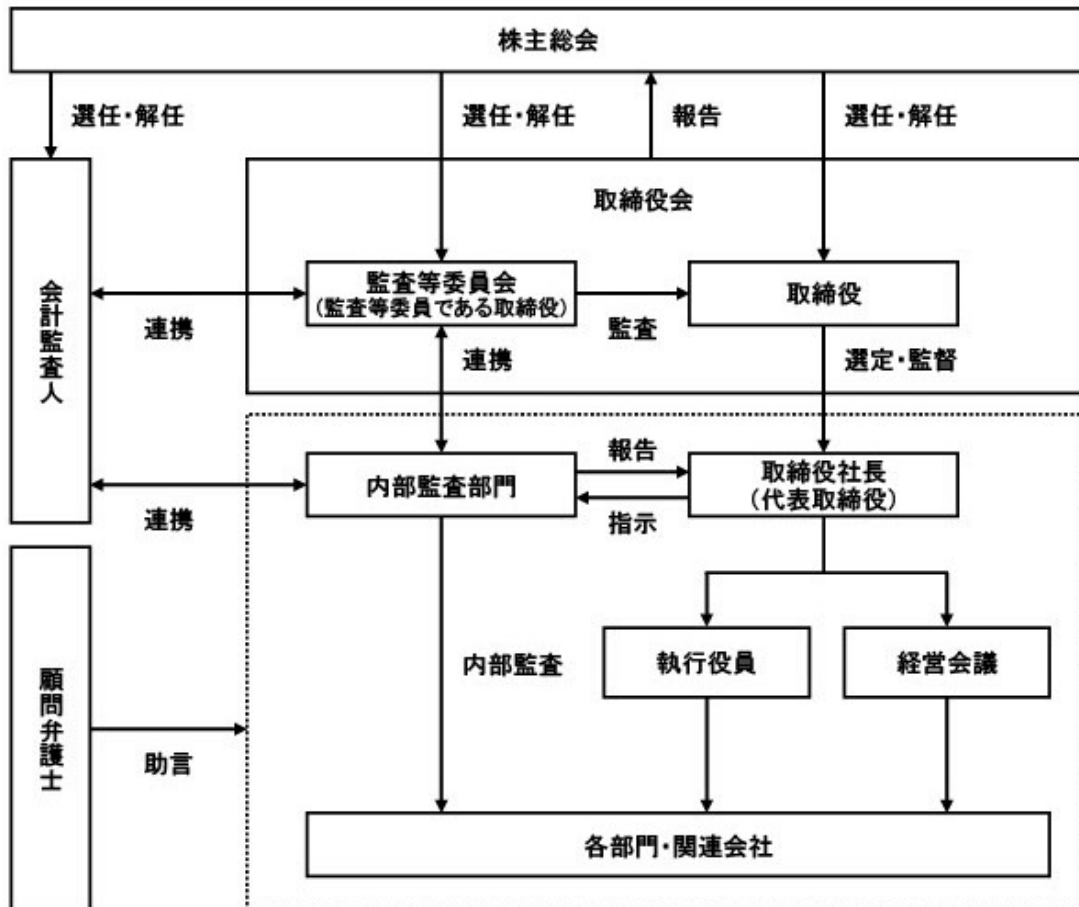 株主総会
選任・解任
選任・解任
報告
選任・解任
取締役会
会計監査人
監査等委員会
(監査等委員である取締役)
取締役
連携
監査
連携
選定・監督
内部監査部門
報告
指示
取締役社長
(代表取締役)
連携
顧問弁護士
助言
内部監査
執行役員
経営会議
各部門・関連会社